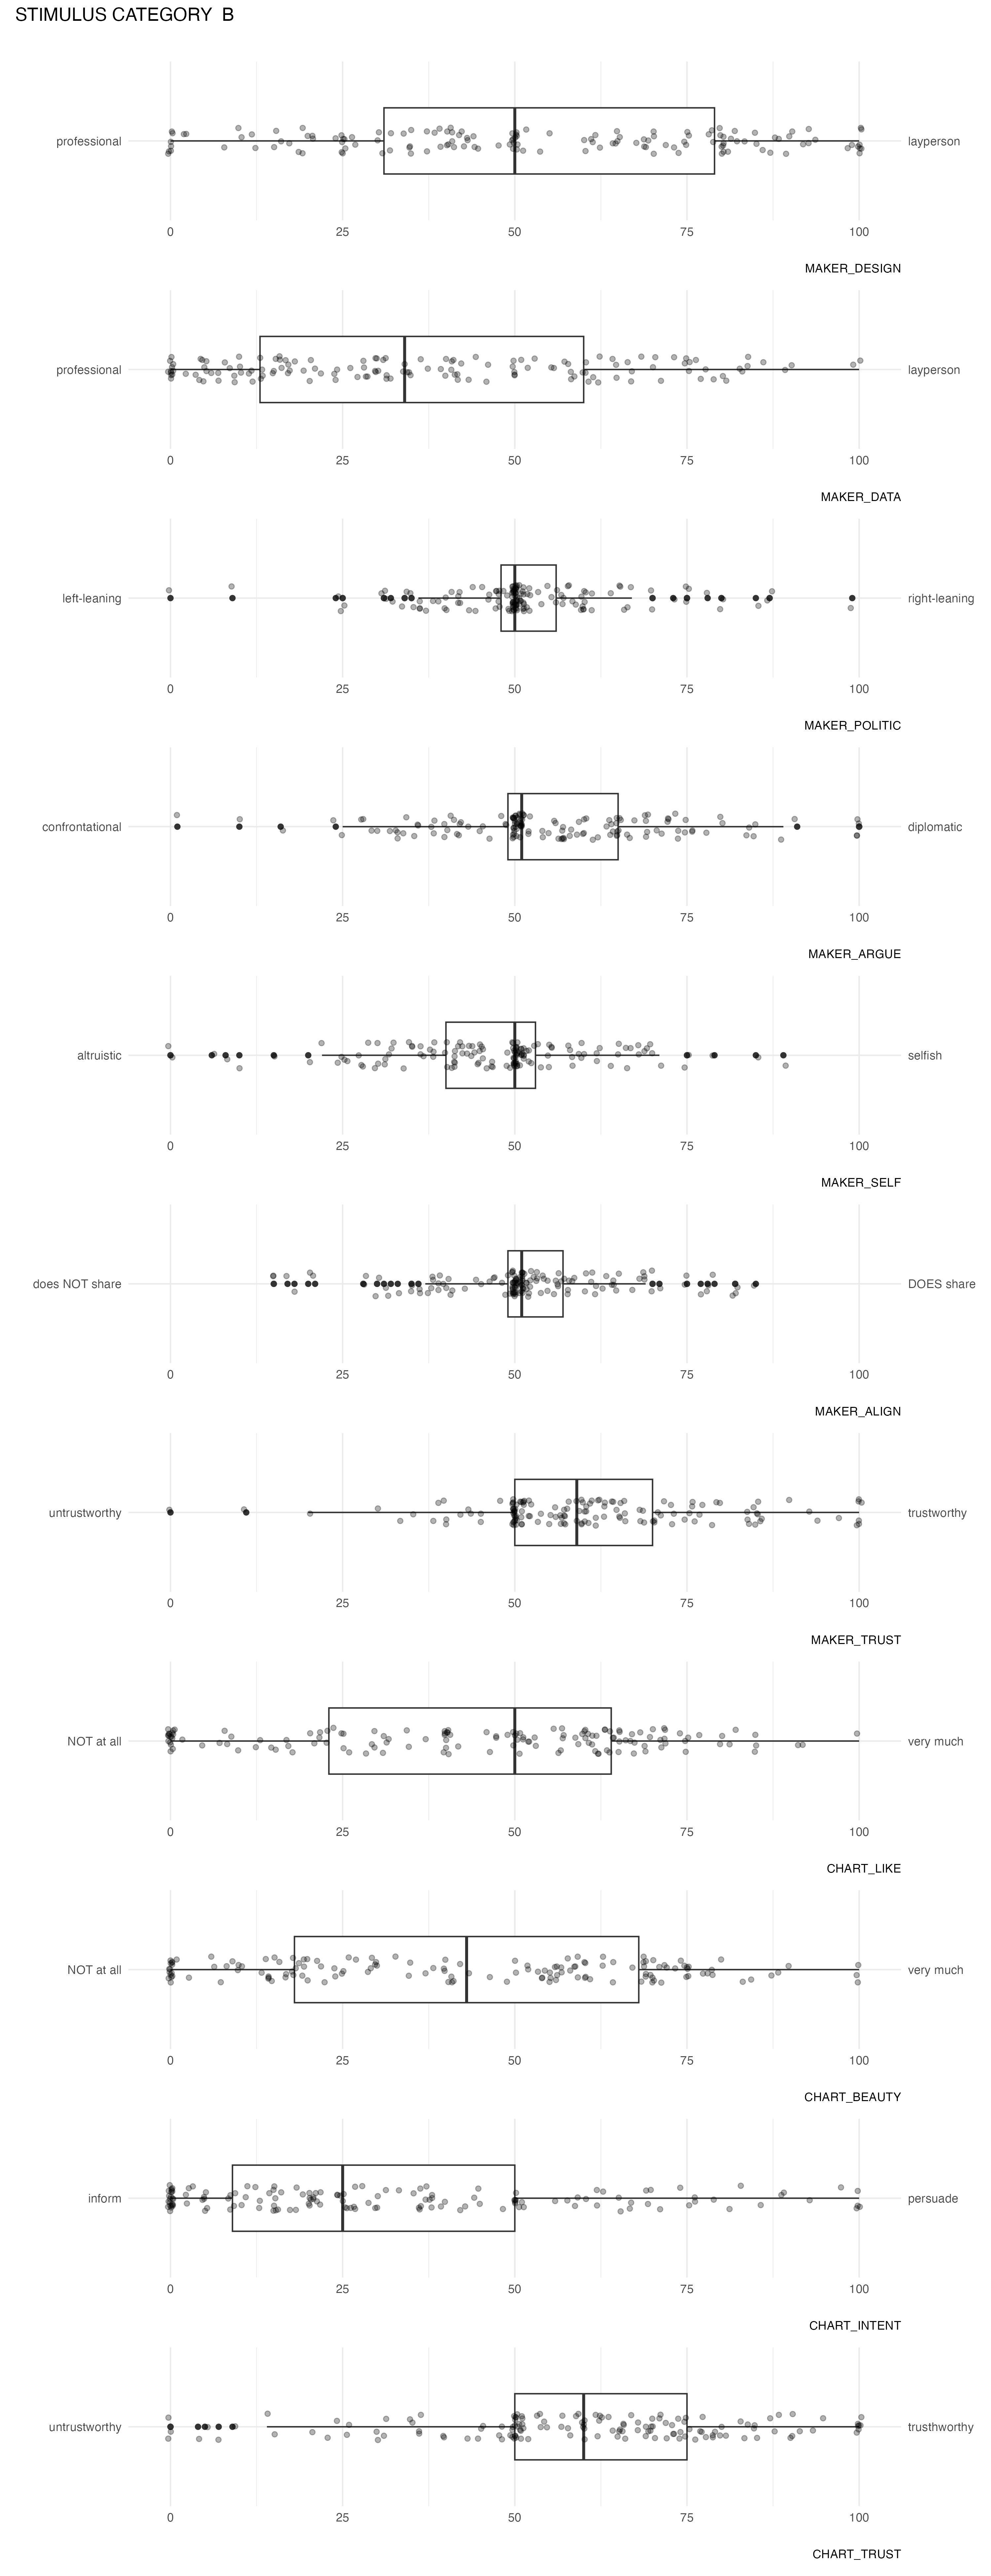 STIMULUS CATEGORY  B
professional
layperson
0 25 50 75 100
MAKER_DESIGN
professional
layperson
0 25 50 75 100
MAKER_DATA
left-leaning
right-leaning
0 25 50 75 100
MAKER_POLITIC
confrontational
diplomatic
0 25 50 75 100
MAKER_ARGUE
altruistic
selfish
0 25 50 75 100
MAKER_SELF
does NOT share
DOES share
0 25 50 75 100
MAKER_ALIGN
untrustworthy
trustworthy
0 25 50 75 100
MAKER_TRUST
NOT at all
very much
0 25 50 75 100
CHART_LIKE
NOT at all
very much
0 25 50 75 100
CHART_BEAUTY
inform
persuade
0 25 50 75 100
CHART_INTENT
untrustworthy
trusthworthy
0 25 50 75 100
CHART_TRUST